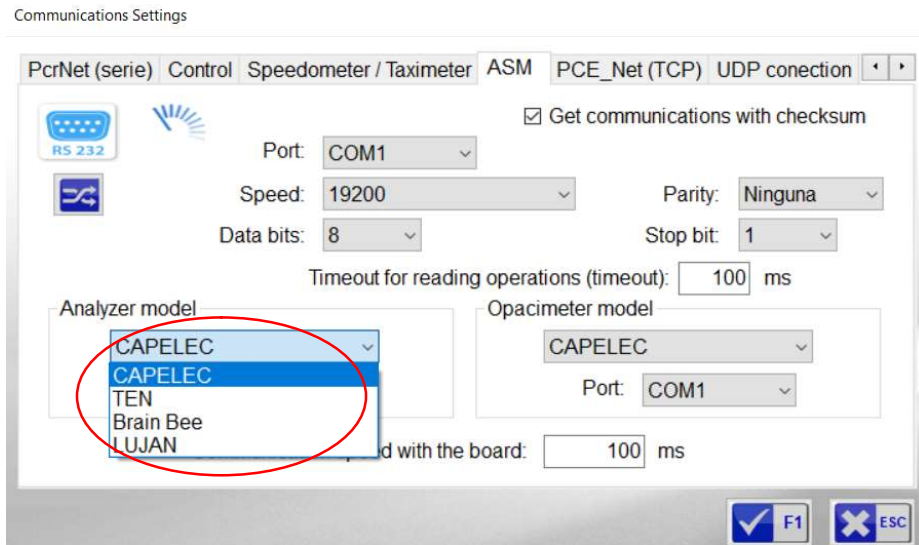 Communications Settings
PcrNet (serie) Control Speedometer / Taximeter ASM PCE_Net (TCP) UDP conection
RS 232
Get communications with checksum
Port: COM1
Speed: 19200 Parity: Ninguna
Data bits: 8 Stop bit: 1
Timeout for reading operations (timeout): 100 ms
Analyzer model
CAPELEC
CAPELEC
TEN
Brain Bee
LUJAN
Opacimeter model
CAPELEC
Port: COM1
d with the board: 100 ms
F1 ESC